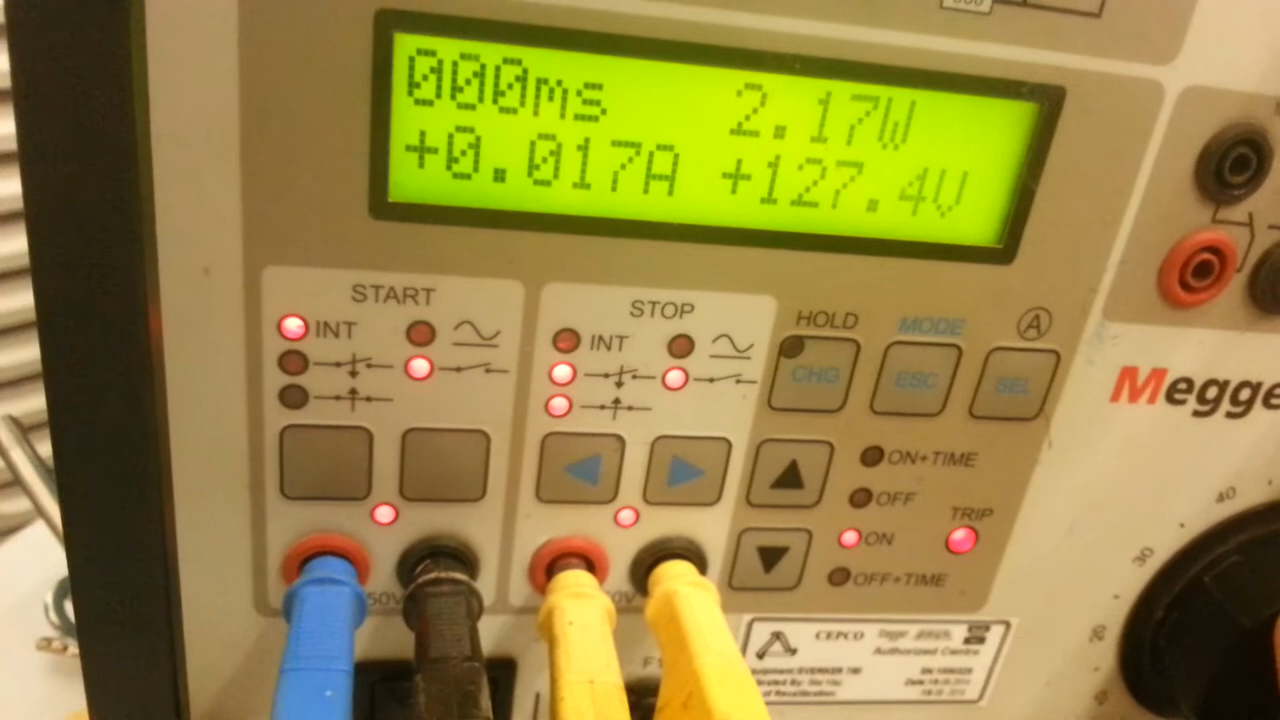 000ms 2.17W
+0.017A +127.4V
START
INT
STOP
INT
HOLD
MODE
A
CHG
ESC
SEL
Megge
ON+TIME
OFF
TRIP
ON
OFF+TIME
40
30
20
CEPCO
Authorized Centre